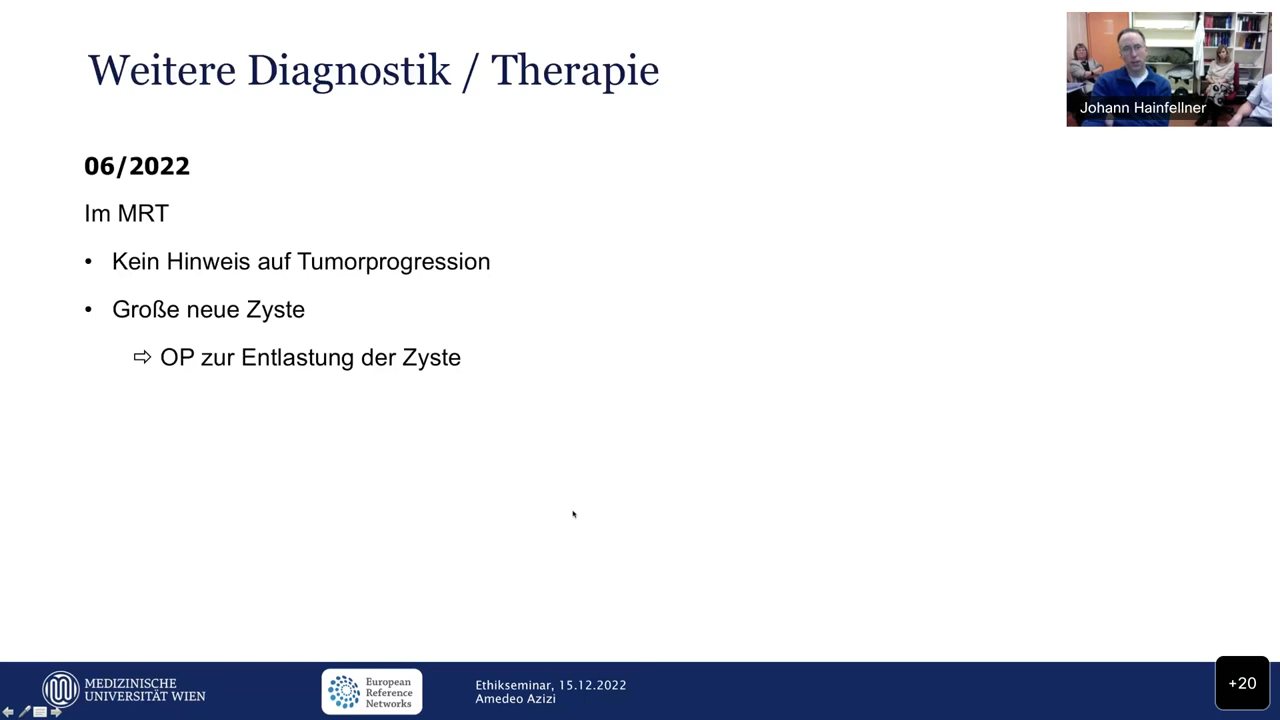 Weitere Diagnostik / Therapie
Johann Hainfellner
06/2022
Im MRT
• Kein Hinweis auf Tumorprogression
• Große neue Zyste
⇨ OP zur Entlastung der Zyste
MEDIZINISCHE
UNIVERSITÄT WIEN
European
Reference
Networks
Ethikseminar, 15.12.2022
Amedeo Azizi
+20